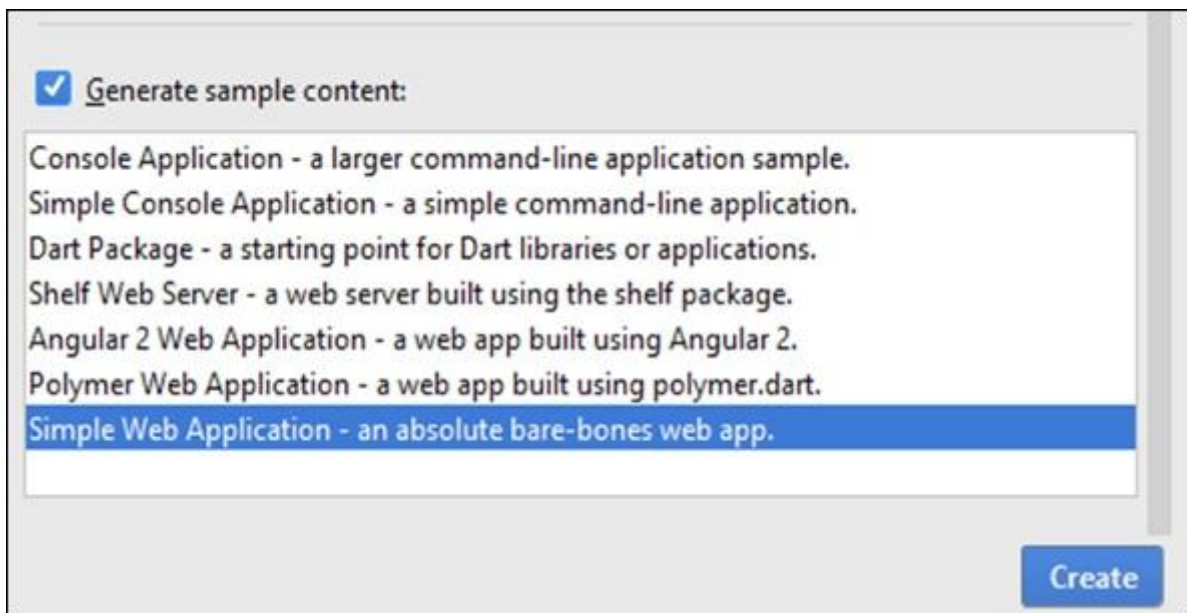 Generate sample content:
Console Application - a larger command-line application sample.
Simple Console Application - a simple command-line application.
Dart Package - a starting point for Dart libraries or applications.
Shelf Web Server - a web server built using the shelf package.
Angular 2 Web Application - a web app built using Angular 2.
Polymer Web Application - a web app built using polymer.dart.
Simple Web Application - an absolute bare-bones web app.
Create